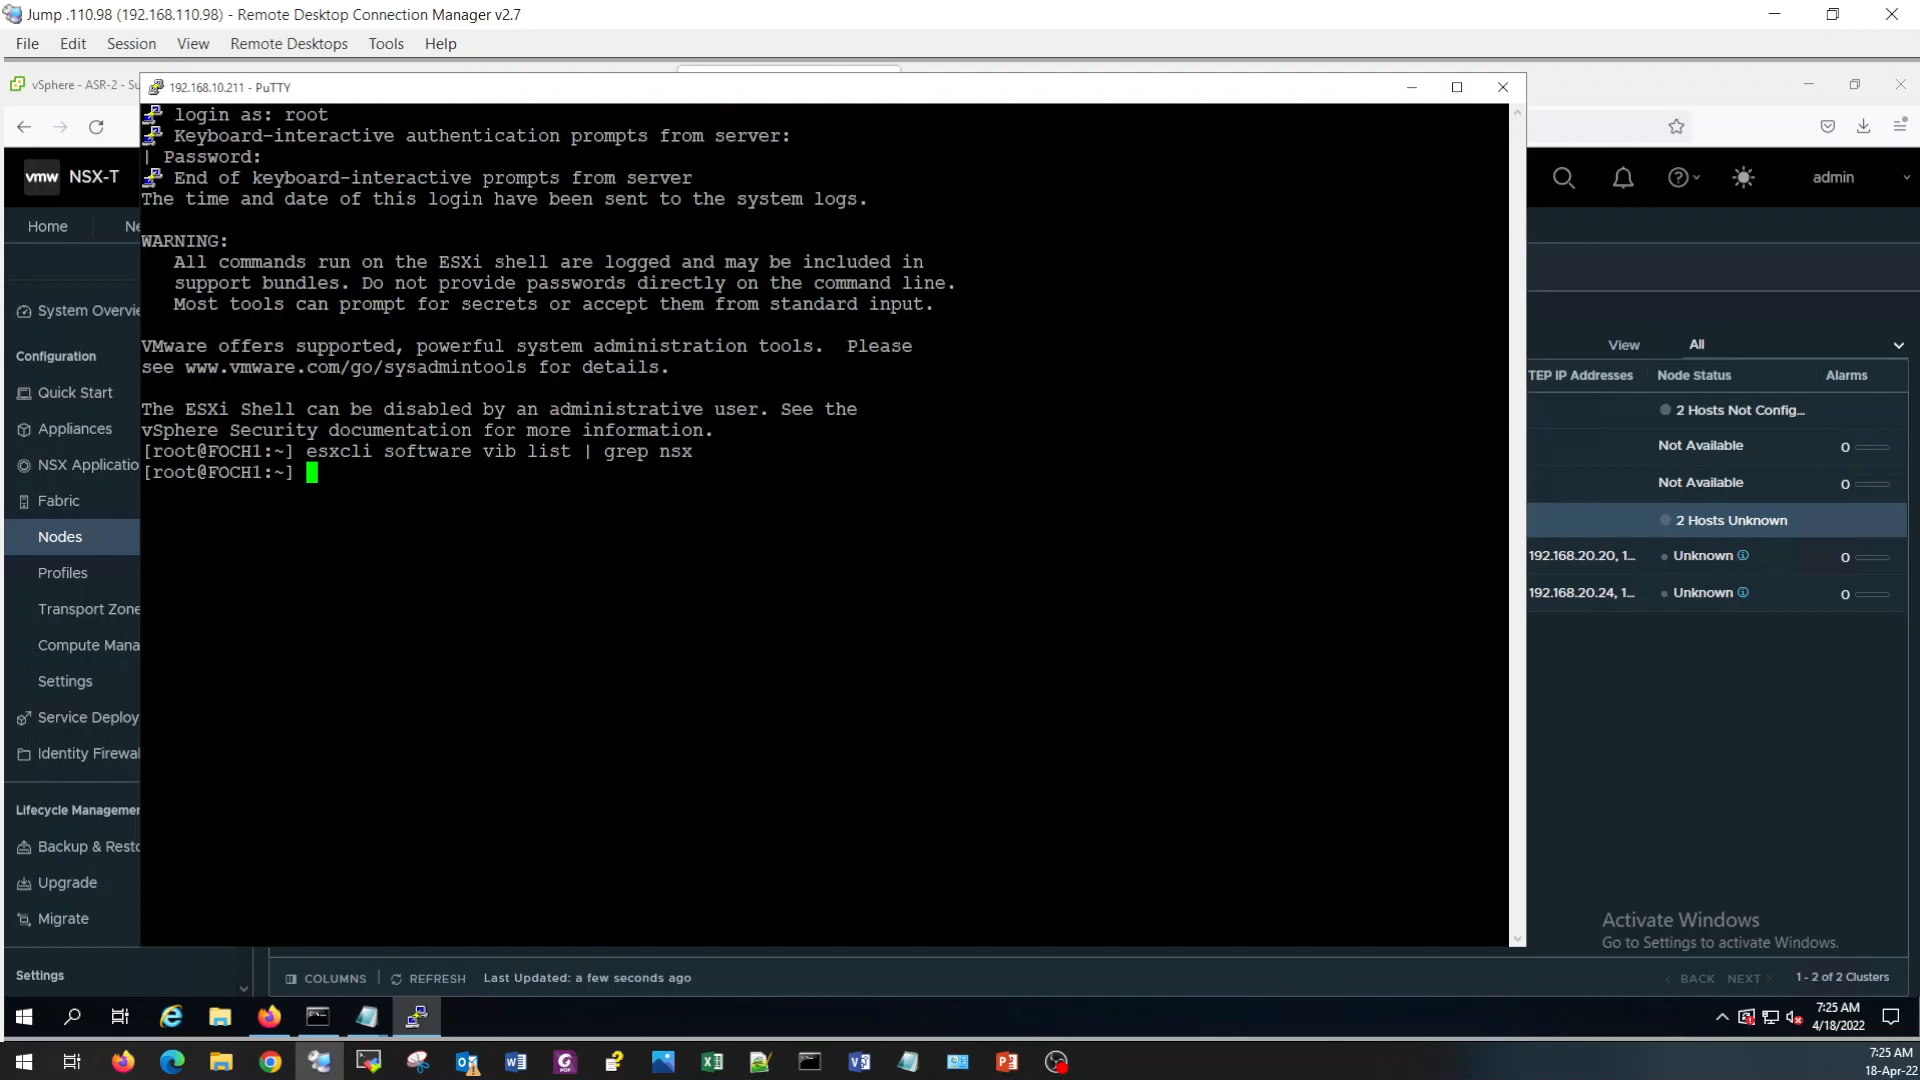 Jump .110.98 (192.168.110.98) - Remote Desktop Connection Manager v2.7
File Edit Session View Remote Desktops Tools Help
vSphere - ASR-2 - Su
192.168.10.211 - PuTTY
login as: root
Keyboard-interactive authentication prompts from server:
| Password:
End of keyboard-interactive prompts from server
The time and date of this login have been sent to the system logs.
WARNING:
All commands run on the ESXi shell are logged and may be included in
support bundles. Do not provide passwords directly on the command line.
Most tools can prompt for secrets or accept them from standard input.
VMware offers supported, powerful system administration tools.  Please
see www.vmware.com/go/sysadmintools for details.
The ESXi Shell can be disabled by an administrative user. See the
vSphere Security documentation for more information.
[root@FOCH1:~] esxcli software vib list | grep nsx
[root@FOCH1:~]
vmw NSX-T
admin
Home Ne
System Overvie
Configuration
Quick Start
Appliances
NSX Applicatio
Fabric
Nodes
Profiles
Transport Zone
Compute Mana
Settings
Service Deploy
Identity Firewal
Lifecycle Managemen
Backup & Resto
Upgrade
Migrate
Settings
View All
TEP IP Addresses Node Status Alarms
2 Hosts Not Config...
Not Available 0
Not Available 0
2 Hosts Unknown
192.168.20.20, 1... Unknown 0
192.168.20.24, 1... Unknown 0
Activate Windows
Go to Settings to activate Windows.
COLUMNS REFRESH Last Updated: a few seconds ago
BACK NEXT 1 - 2 of 2 Clusters
7:25 AM
4/18/2022
7:25 AM
18-Apr-22